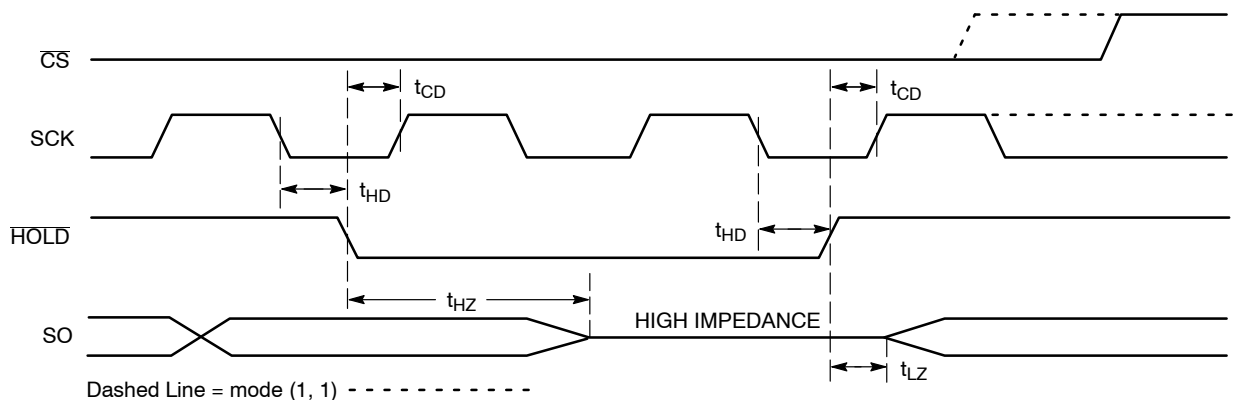 CS
tCD
tCD
SCK
tHD
HOLD
tHD
tHZ
HIGH IMPEDANCE
SO
tLZ
Dashed Line = mode (1, 1)